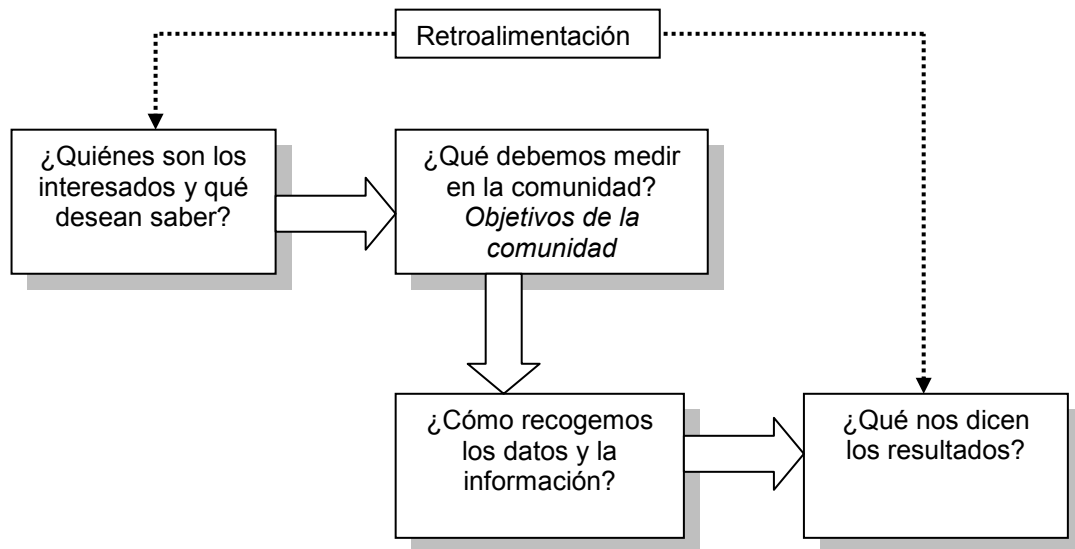 Retroalimentación
¿Quiénes son los
interesados y qué
desean saber?
¿Qué debemos medir
en la comunidad?
Objetivos de la
comunidad
¿Cómo recogemos
los datos y la
información?
¿Qué nos dicen
los resultados?